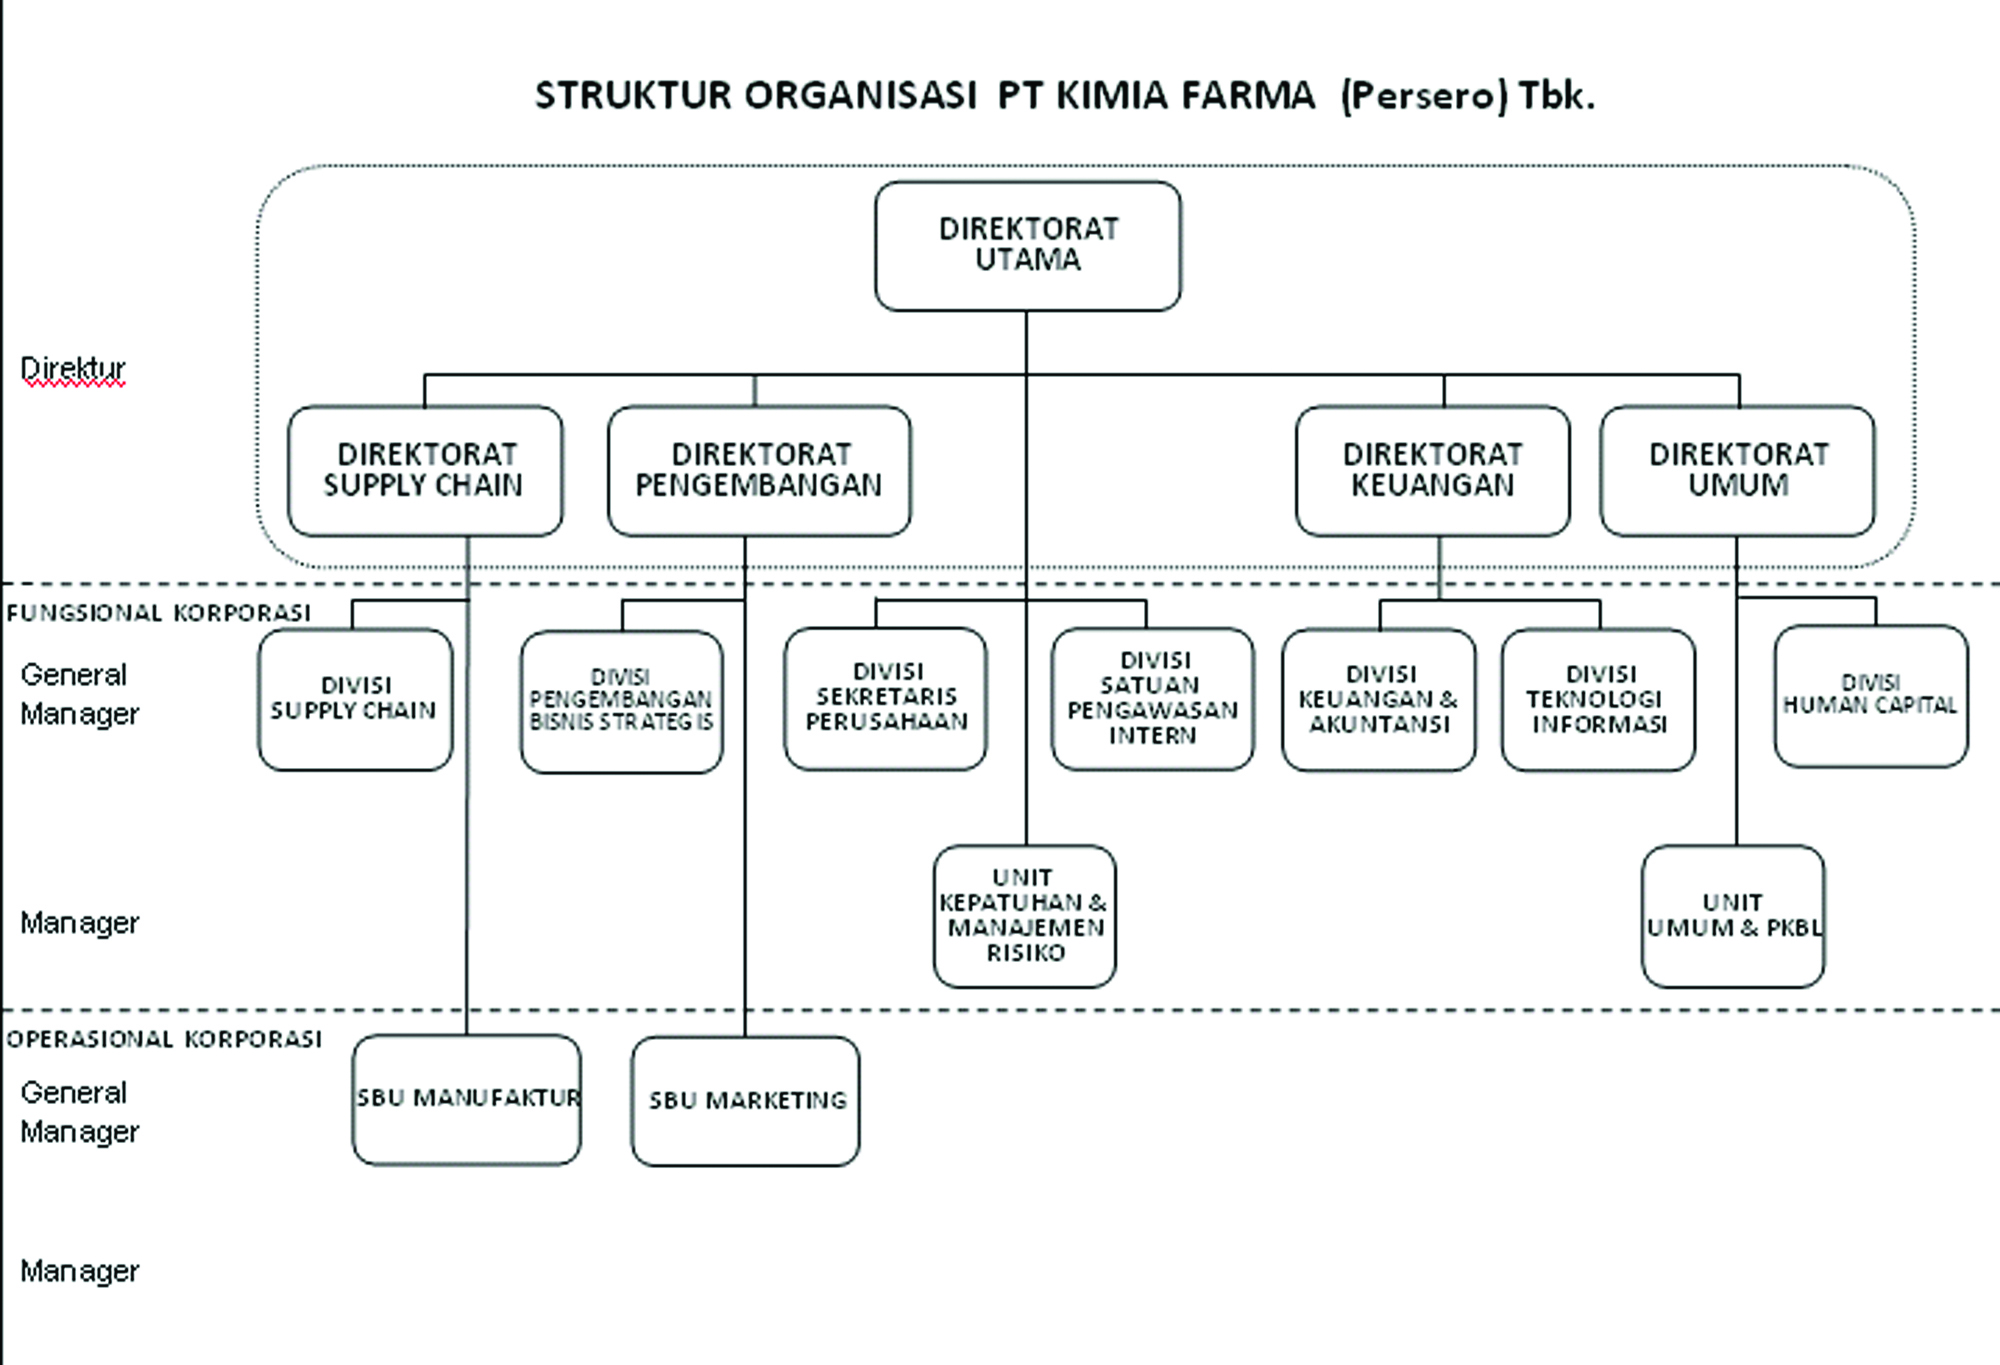 STRUKTUR ORGANISASI PT KIMIA FARMA (Persero) Tbk.
DIREKTORAT
UTAMA
Direktur
DIREKTORAT
SUPPLY CHAIN
DIREKTORAT
PENGEMBANGAN
DIREKTORAT
KEUANGAN
DIREKTORAT
UMUM
FUNGSIONAL KORPORASI
General
Manager
DIVISI
SUPPLY CHAIN
DIVISI
PENGEMBANGAN
BISNIS STRATEGIS
DIVISI
SEKRETARIS
PERUSAHAAN
DIVISI
SATUAN
PENGAWASAN
INTERN
DIVISI
KEUANGAN &
AKUNTANSI
DIVISI
TEKNOLOGI
INFORMASI
DIVISI
HUMAN CAPITAL
Manager
UNIT
KEPATUHAN &
MANAJEMEN
RISIKO
UNIT
UMUM & PKBL
OPERASIONAL KORPORASI
General
Manager
SBU MANUFAKTUR
SBU MARKETING
Manager